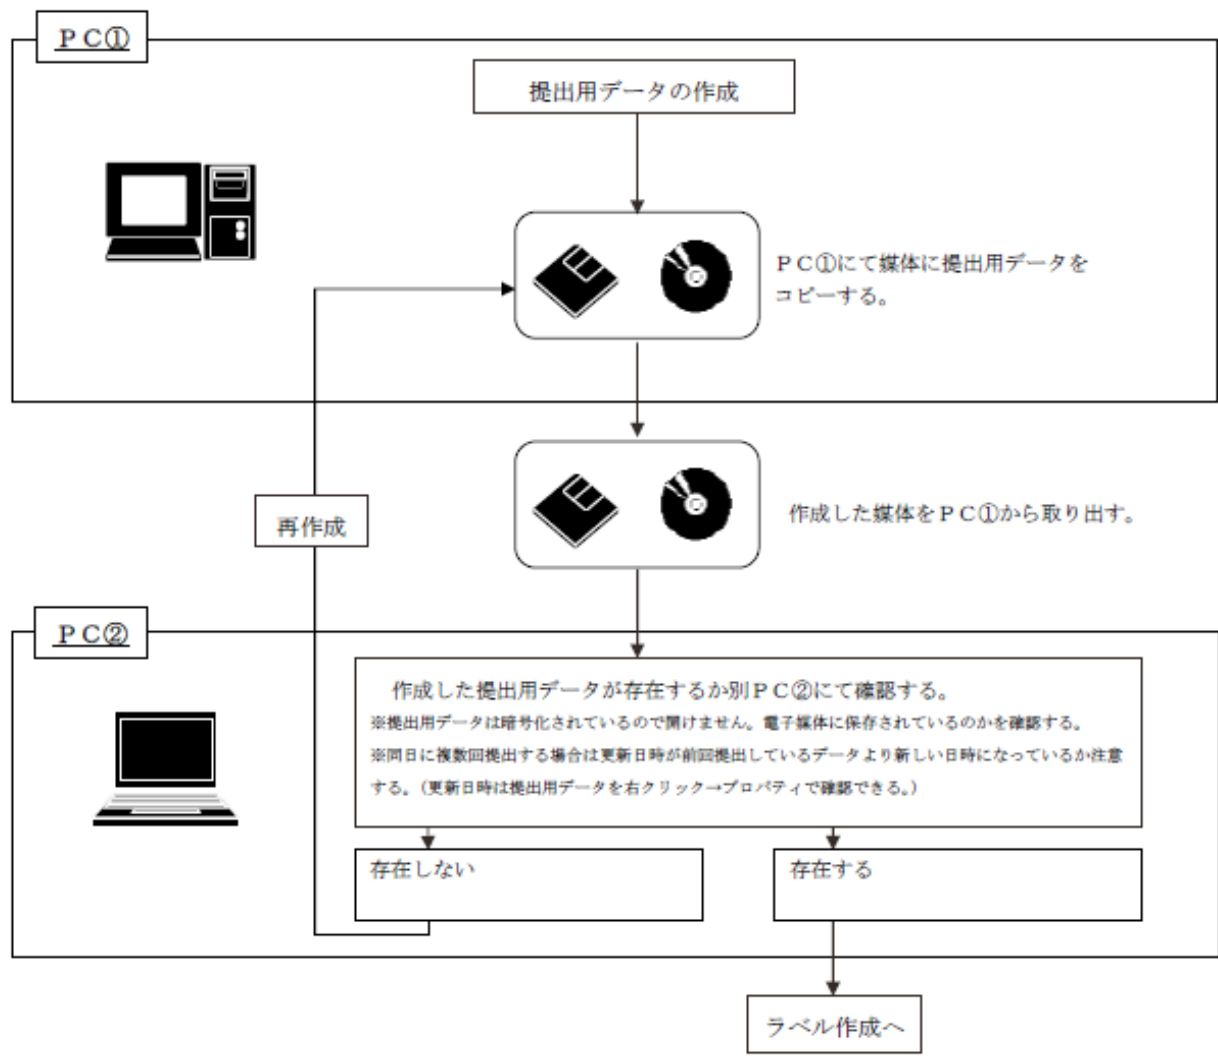 ＰＣ①
提出用データの作成
ＰＣ①にて媒体に提出用データを
コピーする。
作成した媒体をＰＣ①から取り出す。
再作成
ＰＣ②
作成した提出用データが存在するか別ＰＣ②にて確認する。
※提出用データは暗号化されているので開けません。電子媒体に保存されているのかを確認する。
※同日に複数回提出する場合は更新日時が前回提出しているデータより新しい日時になっているか注意
する。（更新日時は提出用データを右クリック→プロパティで確認できる。）
存在しない
存在する
ラベル作成へ